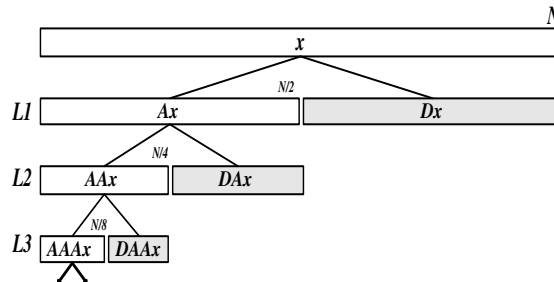 N
x
N/2
L1 Ax Dx
N/4
L2 AAx DAx
N/8
L3 AAAx DAAx